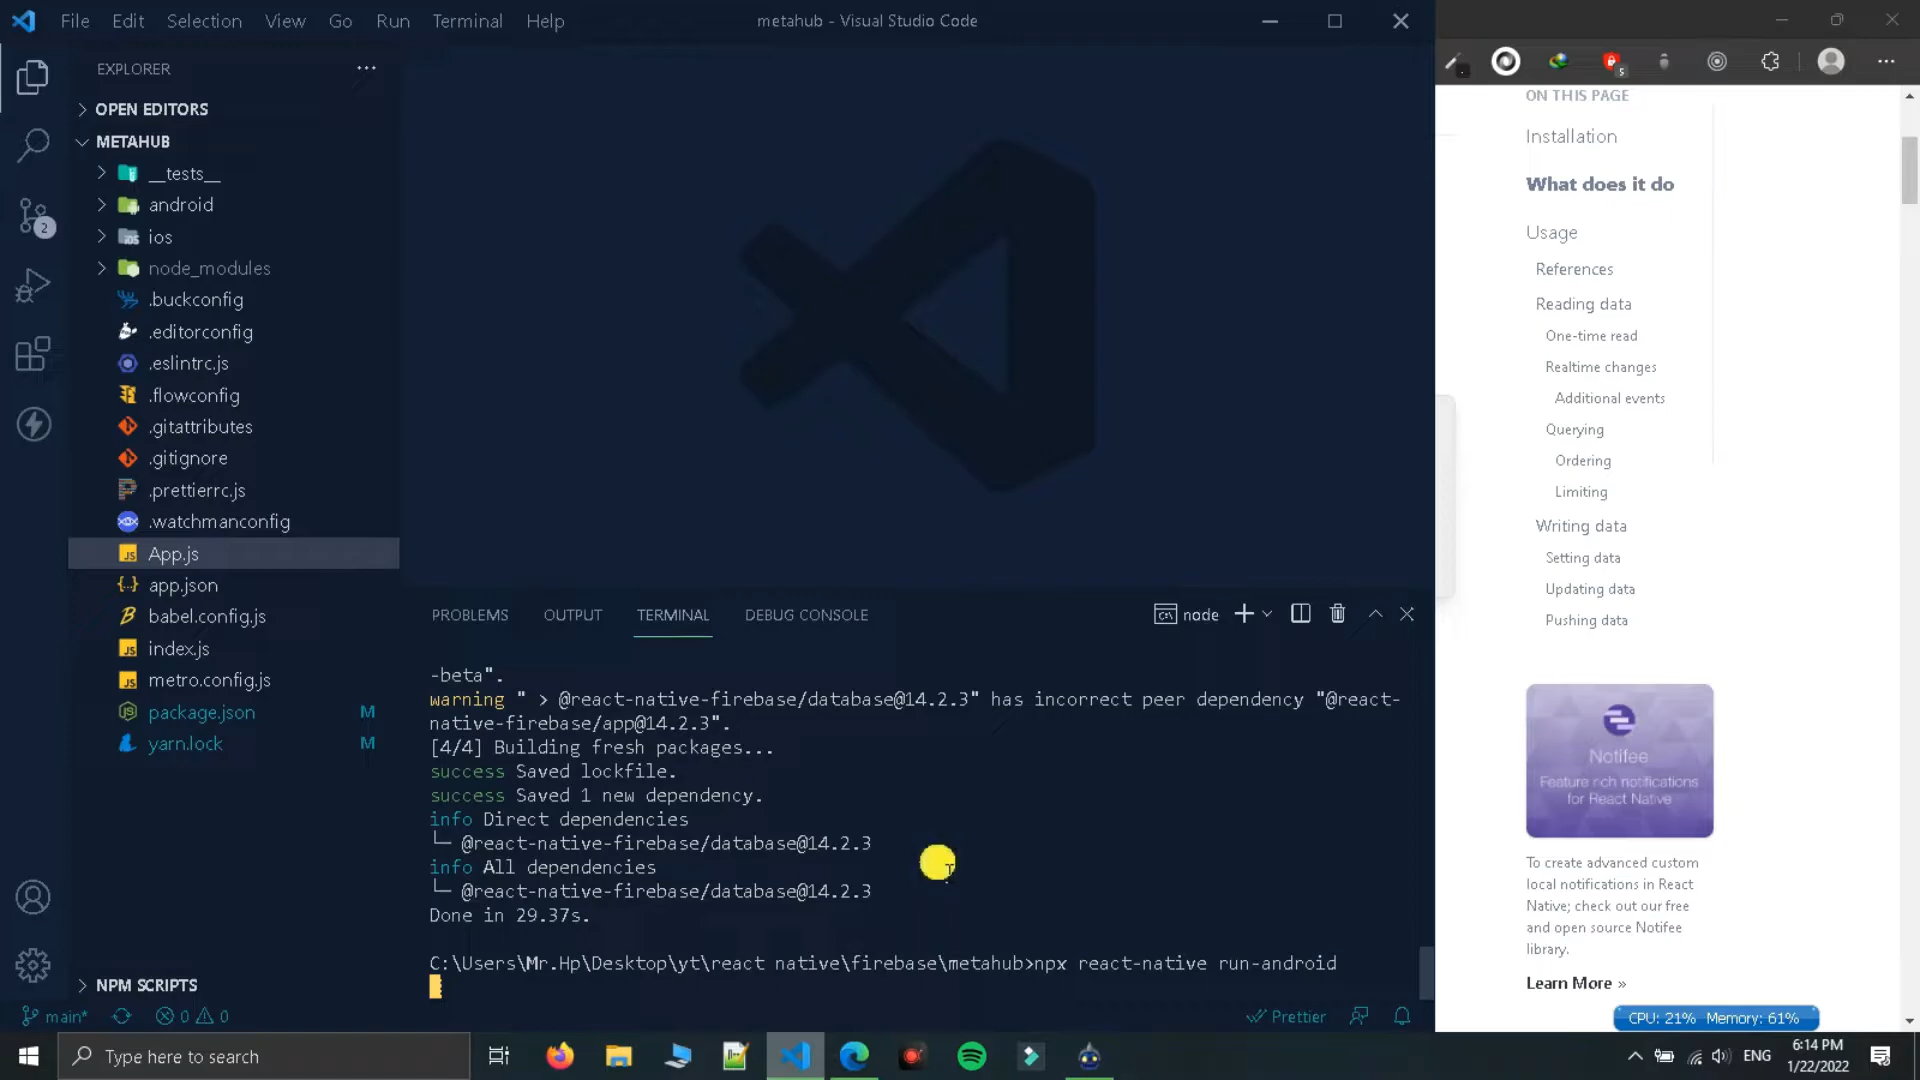 File Edit Selection View Go Run Terminal Help
metahub - Visual Studio Code
EXPLORER
OPEN EDITORS
METAHUB
__tests__
android
ios
node_modules
.buckconfig
.editorconfig
.eslintrc.js
.flowconfig
.gitattributes
.gitignore
.prettierrc.js
.watchmanconfig
App.js
app.json
babel.config.js
index.js
metro.config.js
package.json M
yarn.lock M
NPM SCRIPTS
2
PROBLEMS OUTPUT TERMINAL DEBUG CONSOLE
node
-beta".
warning " > @react-native-firebase/database@14.2.3" has incorrect peer dependency "@react-
native-firebase/app@14.2.3".
[4/4] Building fresh packages...
success Saved lockfile.
success Saved 1 new dependency.
info Direct dependencies
└─ @react-native-firebase/database@14.2.3
info All dependencies
└─ @react-native-firebase/database@14.2.3
Done in 29.37s.
C:\Users\Mr.Hp\Desktop\yt\react native\firebase\metahub>npx react-native run-android
main* 0 0
Prettier
ON THIS PAGE
Installation
What does it do
Usage
References
Reading data
One-time read
Realtime changes
Additional events
Querying
Ordering
Limiting
Writing data
Setting data
Updating data
Pushing data
Notifee
Feature rich notifications
for React Native
To create advanced custom
local notifications in React
Native; check out our free
and open source Notifee
library.
Learn More »
CPU: 21% Memory: 61%
Type here to search
ENG
6:14 PM
1/22/2022